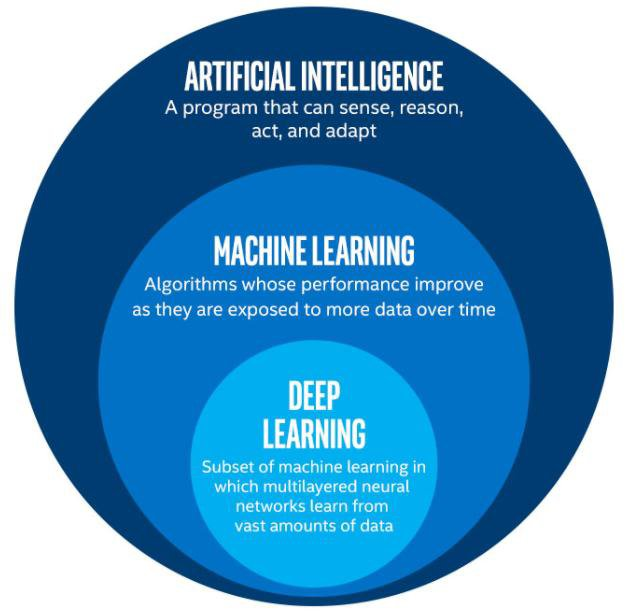 ARTIFICIAL INTELLIGENCE
A program that can sense, reason,
act, and adapt
MACHINE LEARNING
Algorithms whose performance improve
as they are exposed to more data over time
DEEP
LEARNING
Subset of machine learning in
which multilayered neural
networks learn from
vast amounts of data